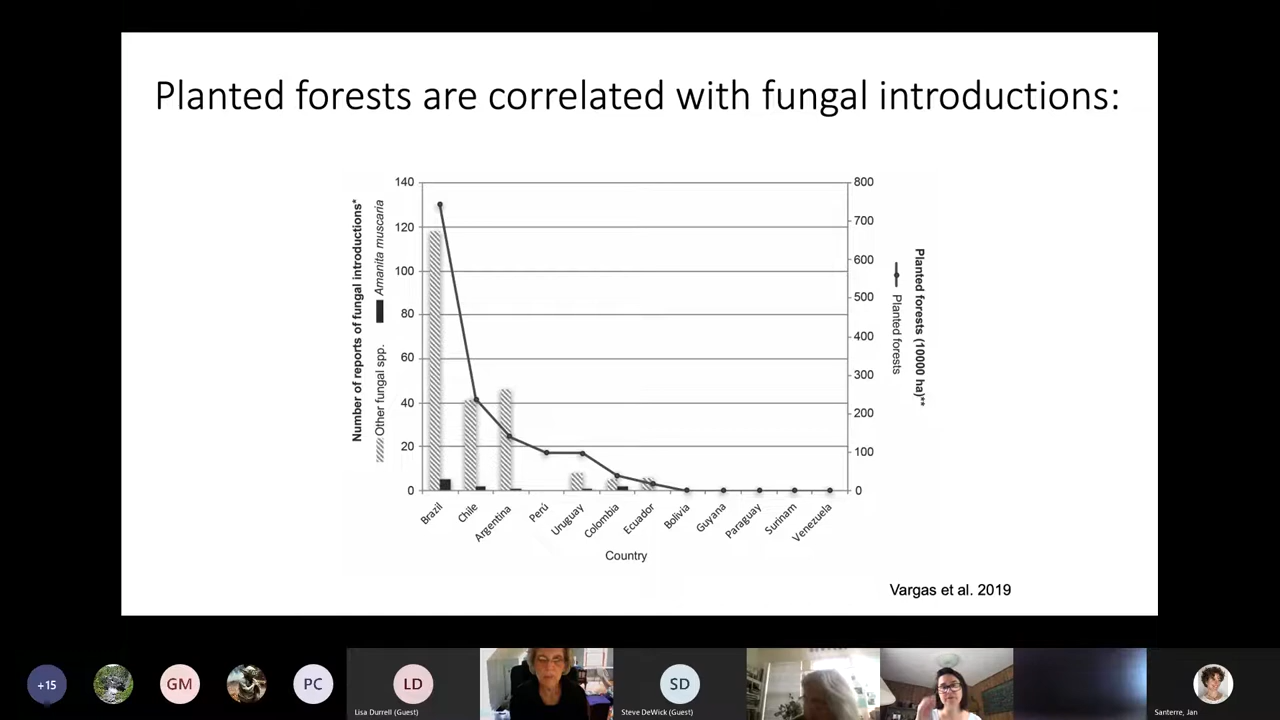 Planted forests are correlated with fungal introductions:
Number of reports of fungal introductions*
Other fungal spp.
Amanita muscaria
140
120
100
80
60
40
20
0
800
700
600
500
400
300
200
100
0
Planted forests
Planted forests (10000 ha)**
Brazil
Chile
Argentina
Perú
Uruguay
Colombia
Ecuador
Bolivia
Guyana
Paraguay
Surinam
Venezuela
Country
Vargas et al. 2019
+15
GM
PC
LD
Lisa Durrell (Guest)
SD
Steve DeWick (Guest)
Santerre, Jan